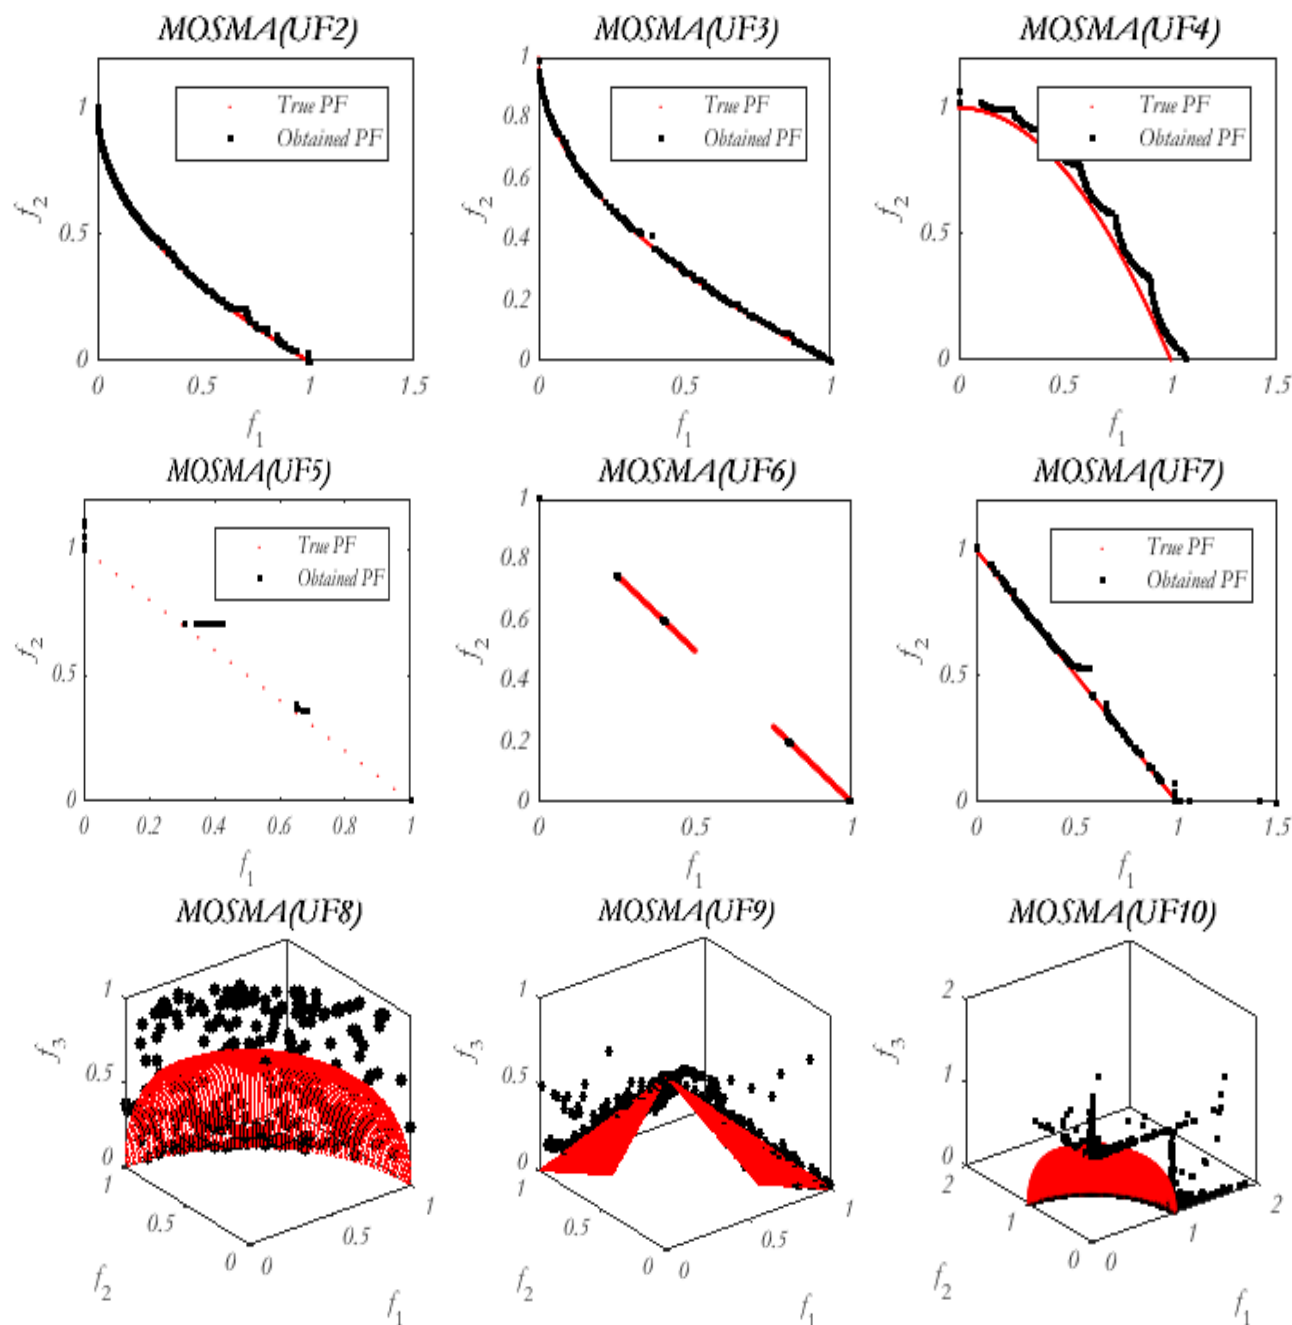 MOSMA(UF2)
MOSMA(UF3)
MOSMA(UF4)
1
0.5
0
f2
True PF
Obtained PF
0
0.5
1
1.5
f1
1
0.8
0.6
0.4
0.2
0
f2
True PF
Obtained PF
0
0.5
1
f1
1
0.5
0
f2
True PF
Obtained PF
0
0.5
1
1.5
f1
MOSMA(UF5)
MOSMA(UF6)
MOSMA(UF7)
1
0.5
0
f2
True PF
Obtained PF
0
0.2
0.4
0.6
0.8
1
f1
1
0.8
0.6
0.4
0.2
0
f2
0
0.5
1
f1
1
0.5
0
f2
True PF
Obtained PF
0
0.5
1
1.5
f1
MOSMA(UF8)
MOSMA(UF9)
MOSMA(UF10)
1
0.5
0
f3
1
0.5
0
f2
0
0.5
1
f1
1
0.5
0
f3
1
0.5
0
f2
0
0.5
1
f1
2
1
0
f3
2
1
0
f2
0
1
2
f1